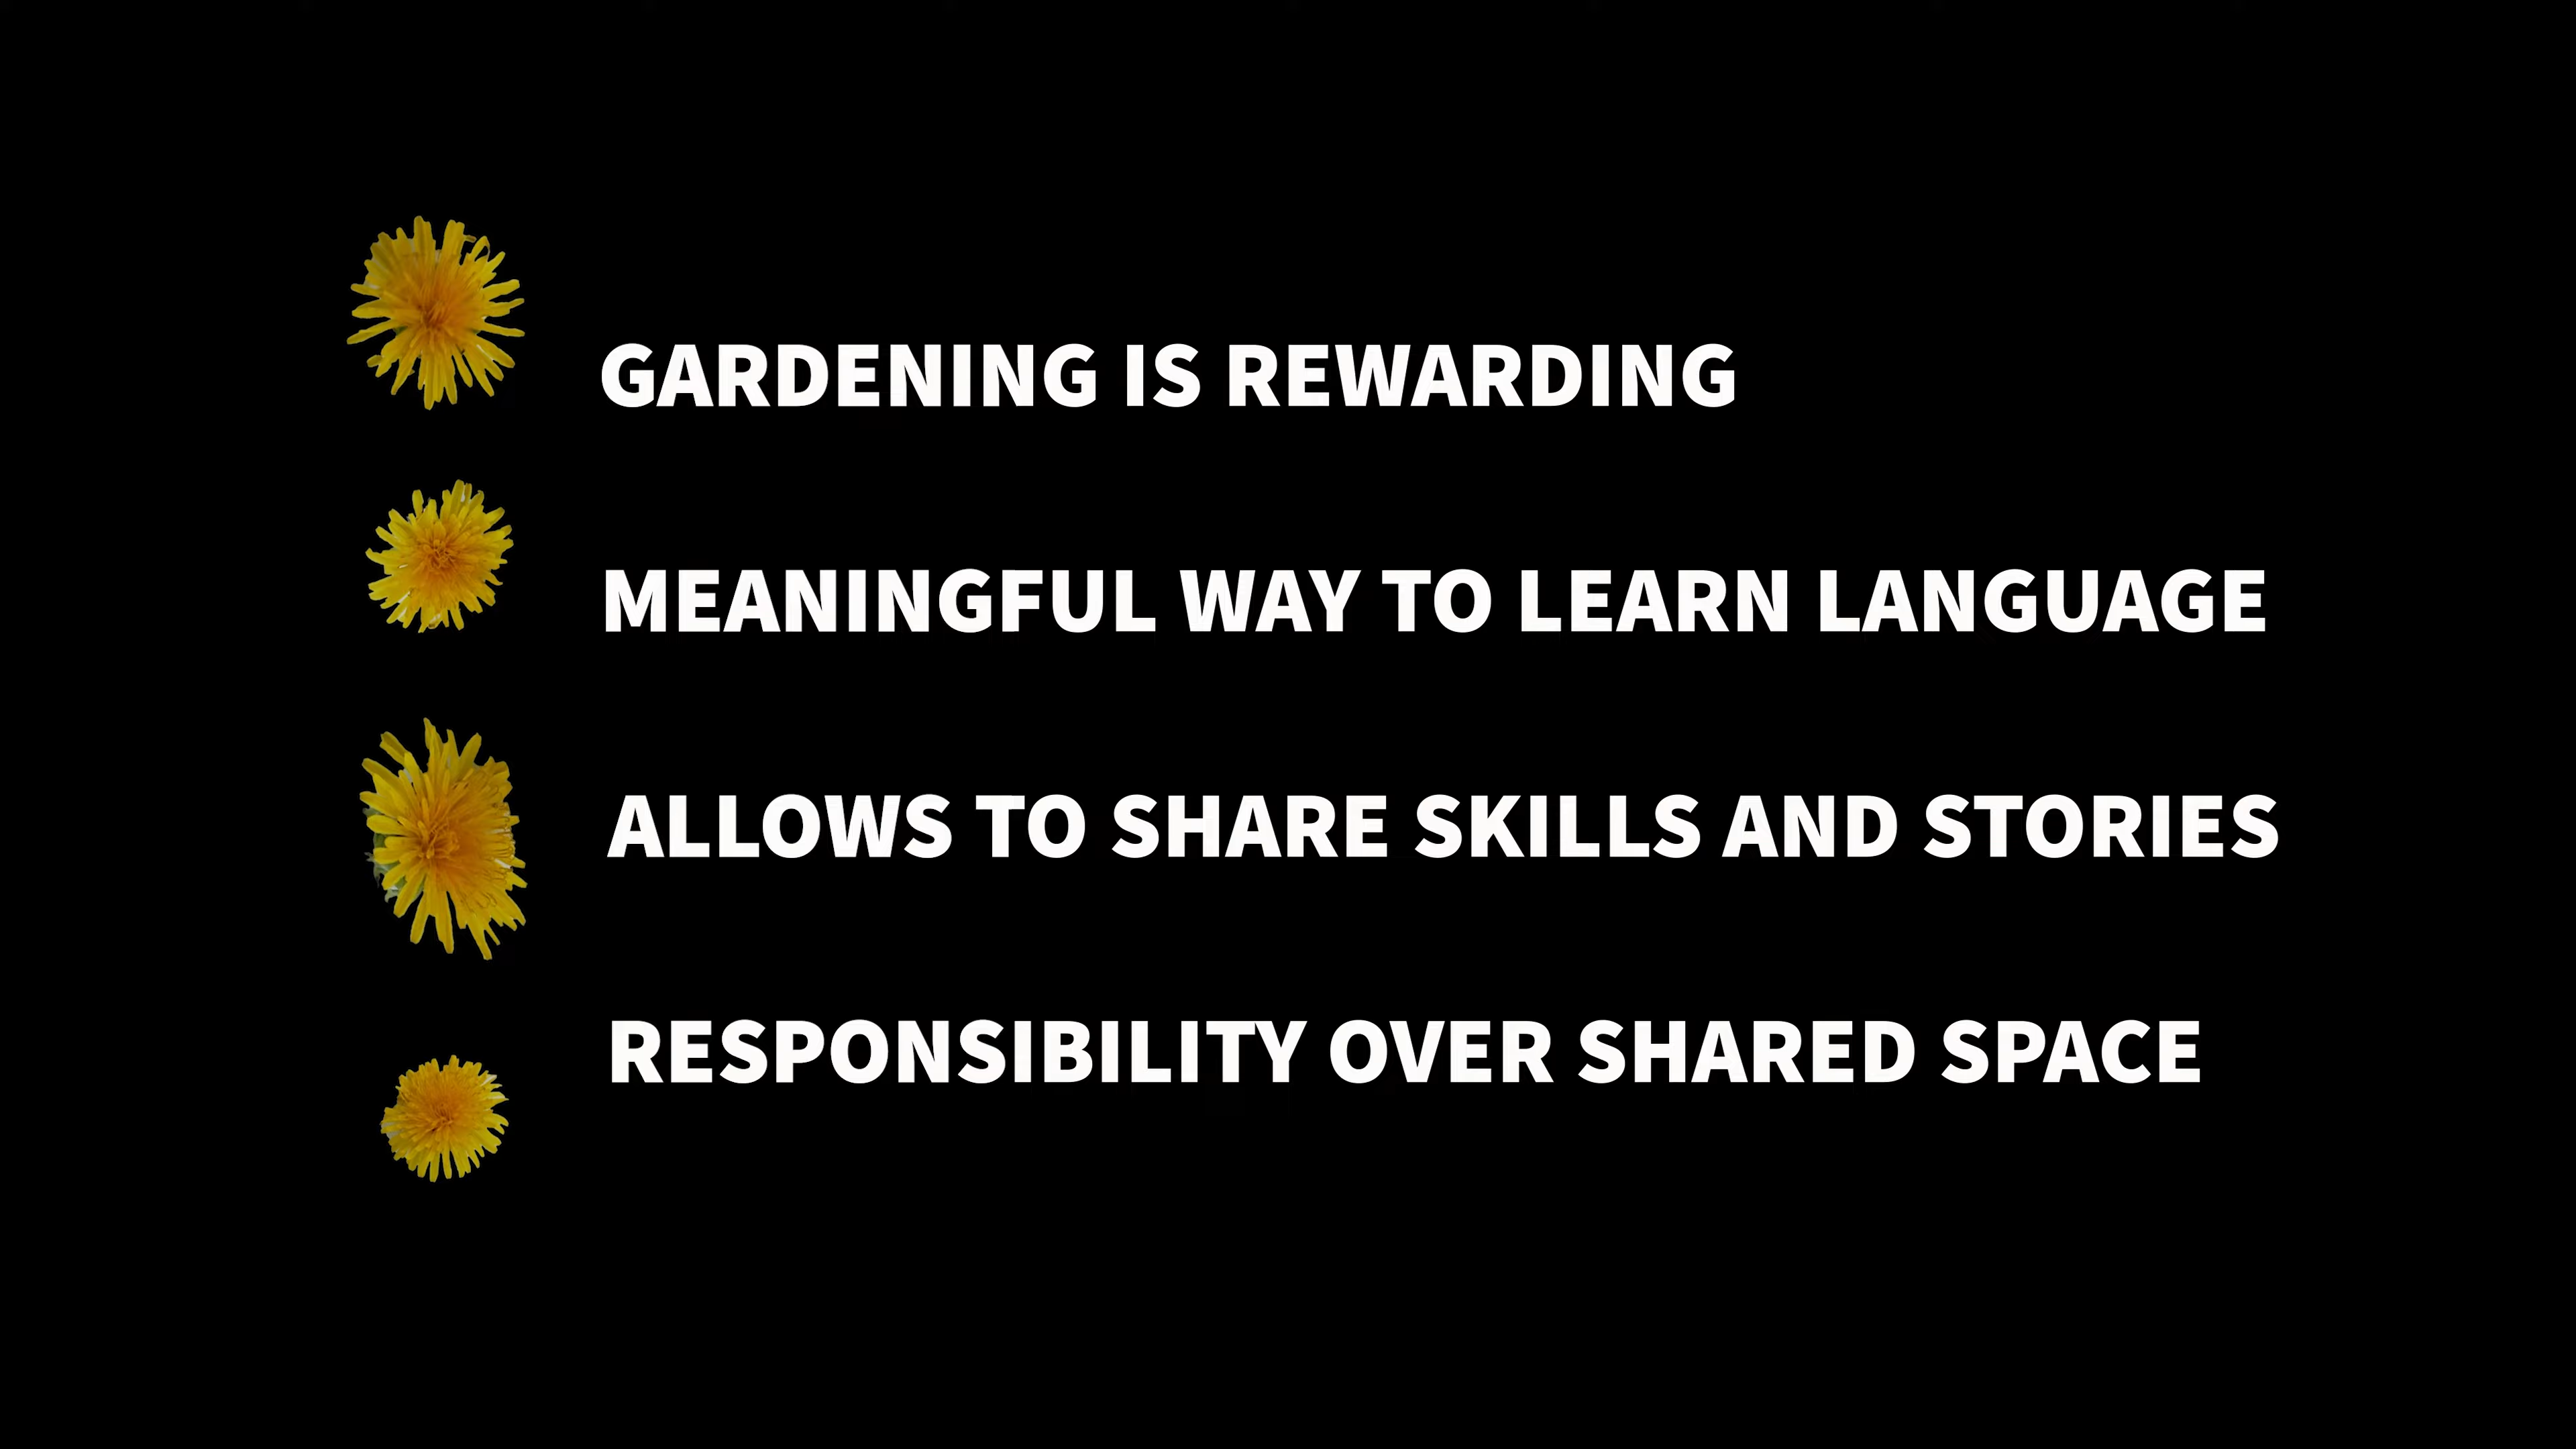 GARDENING IS REWARDING
MEANINGFUL WAY TO LEARN LANGUAGE
ALLOWS TO SHARE SKILLS AND STORIES
RESPONSIBILITY OVER SHARED SPACE